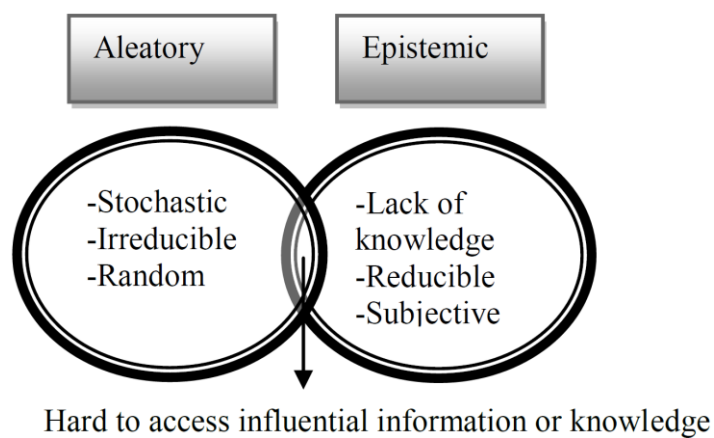 Aleatory
Epistemic
-Stochastic
-Irreducible
-Random
-Lack of
knowledge
-Reducible
-Subjective
Hard to access influential information or knowledge